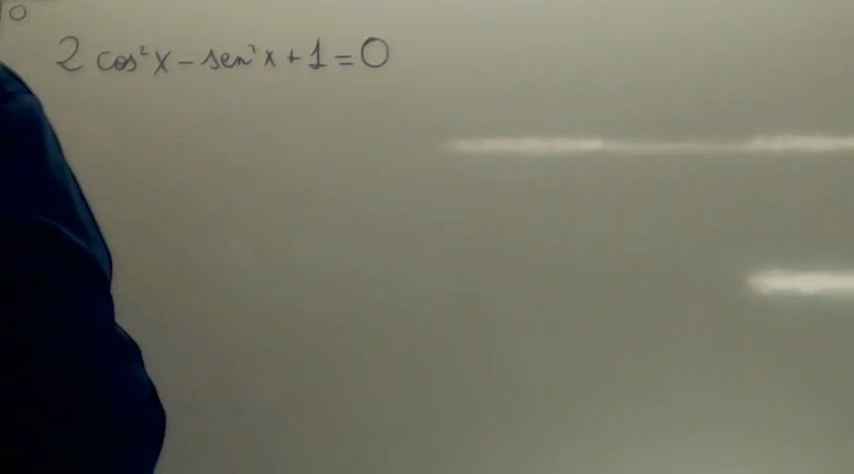 2 cos²x - sen²x + 1 = 0